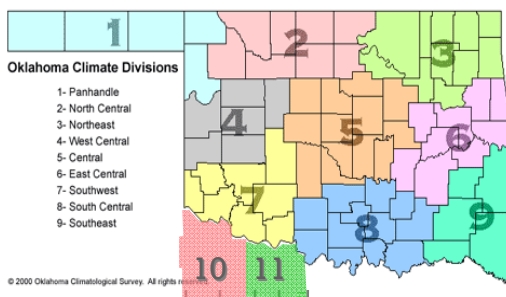 1
2
3
Oklahoma Climate Divisions
1- Panhandle
2- North Central
3- Northeast
4- West Central
5- Central
6- East Central
7- Southwest
8- South Central
9- Southeast
4
5
6
7
8
9
10
11
© 2000 Oklahoma Climatological Survey. All rights reserved.